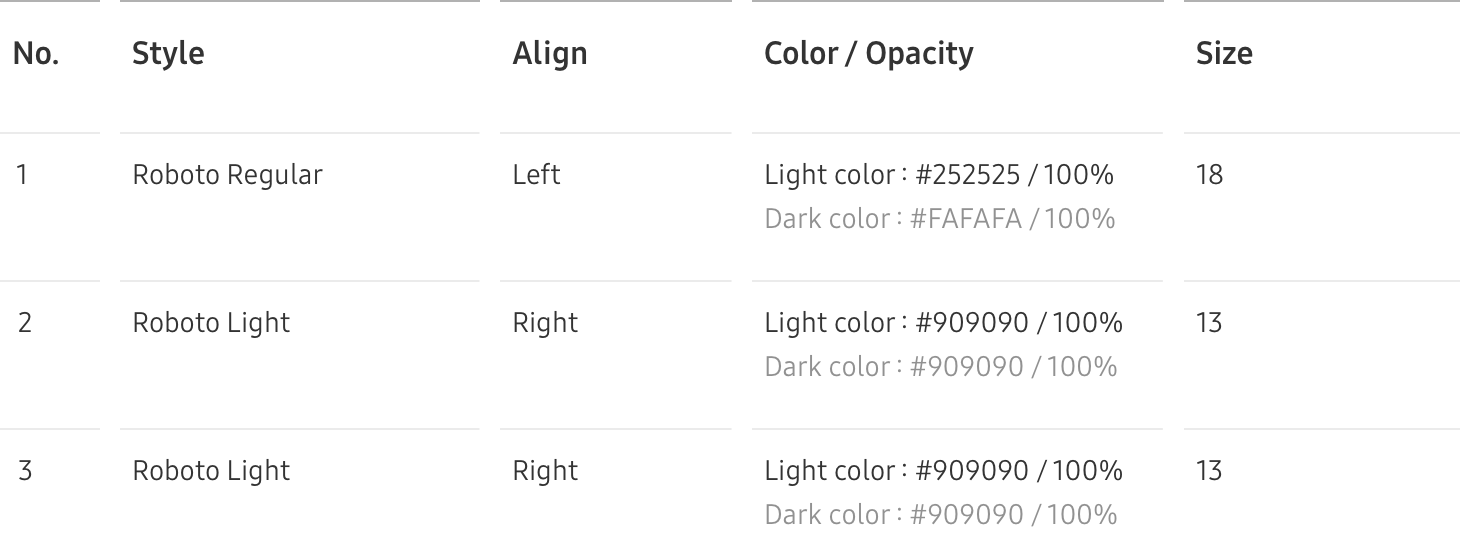 No. Style Align Color / Opacity Size
1 Roboto Regular Left Light color : #252525 / 100% 18
Dark color : #FAFAFA / 100%
2 Roboto Light Right Light color : #909090 / 100% 13
Dark color : #909090 / 100%
3 Roboto Light Right Light color : #909090 / 100% 13
Dark color : #909090 / 100%